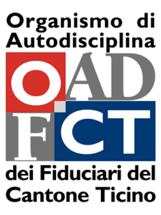 Organismo di
Autodisciplina
OAD
FCT
dei Fiduciari del
Cantone Ticino